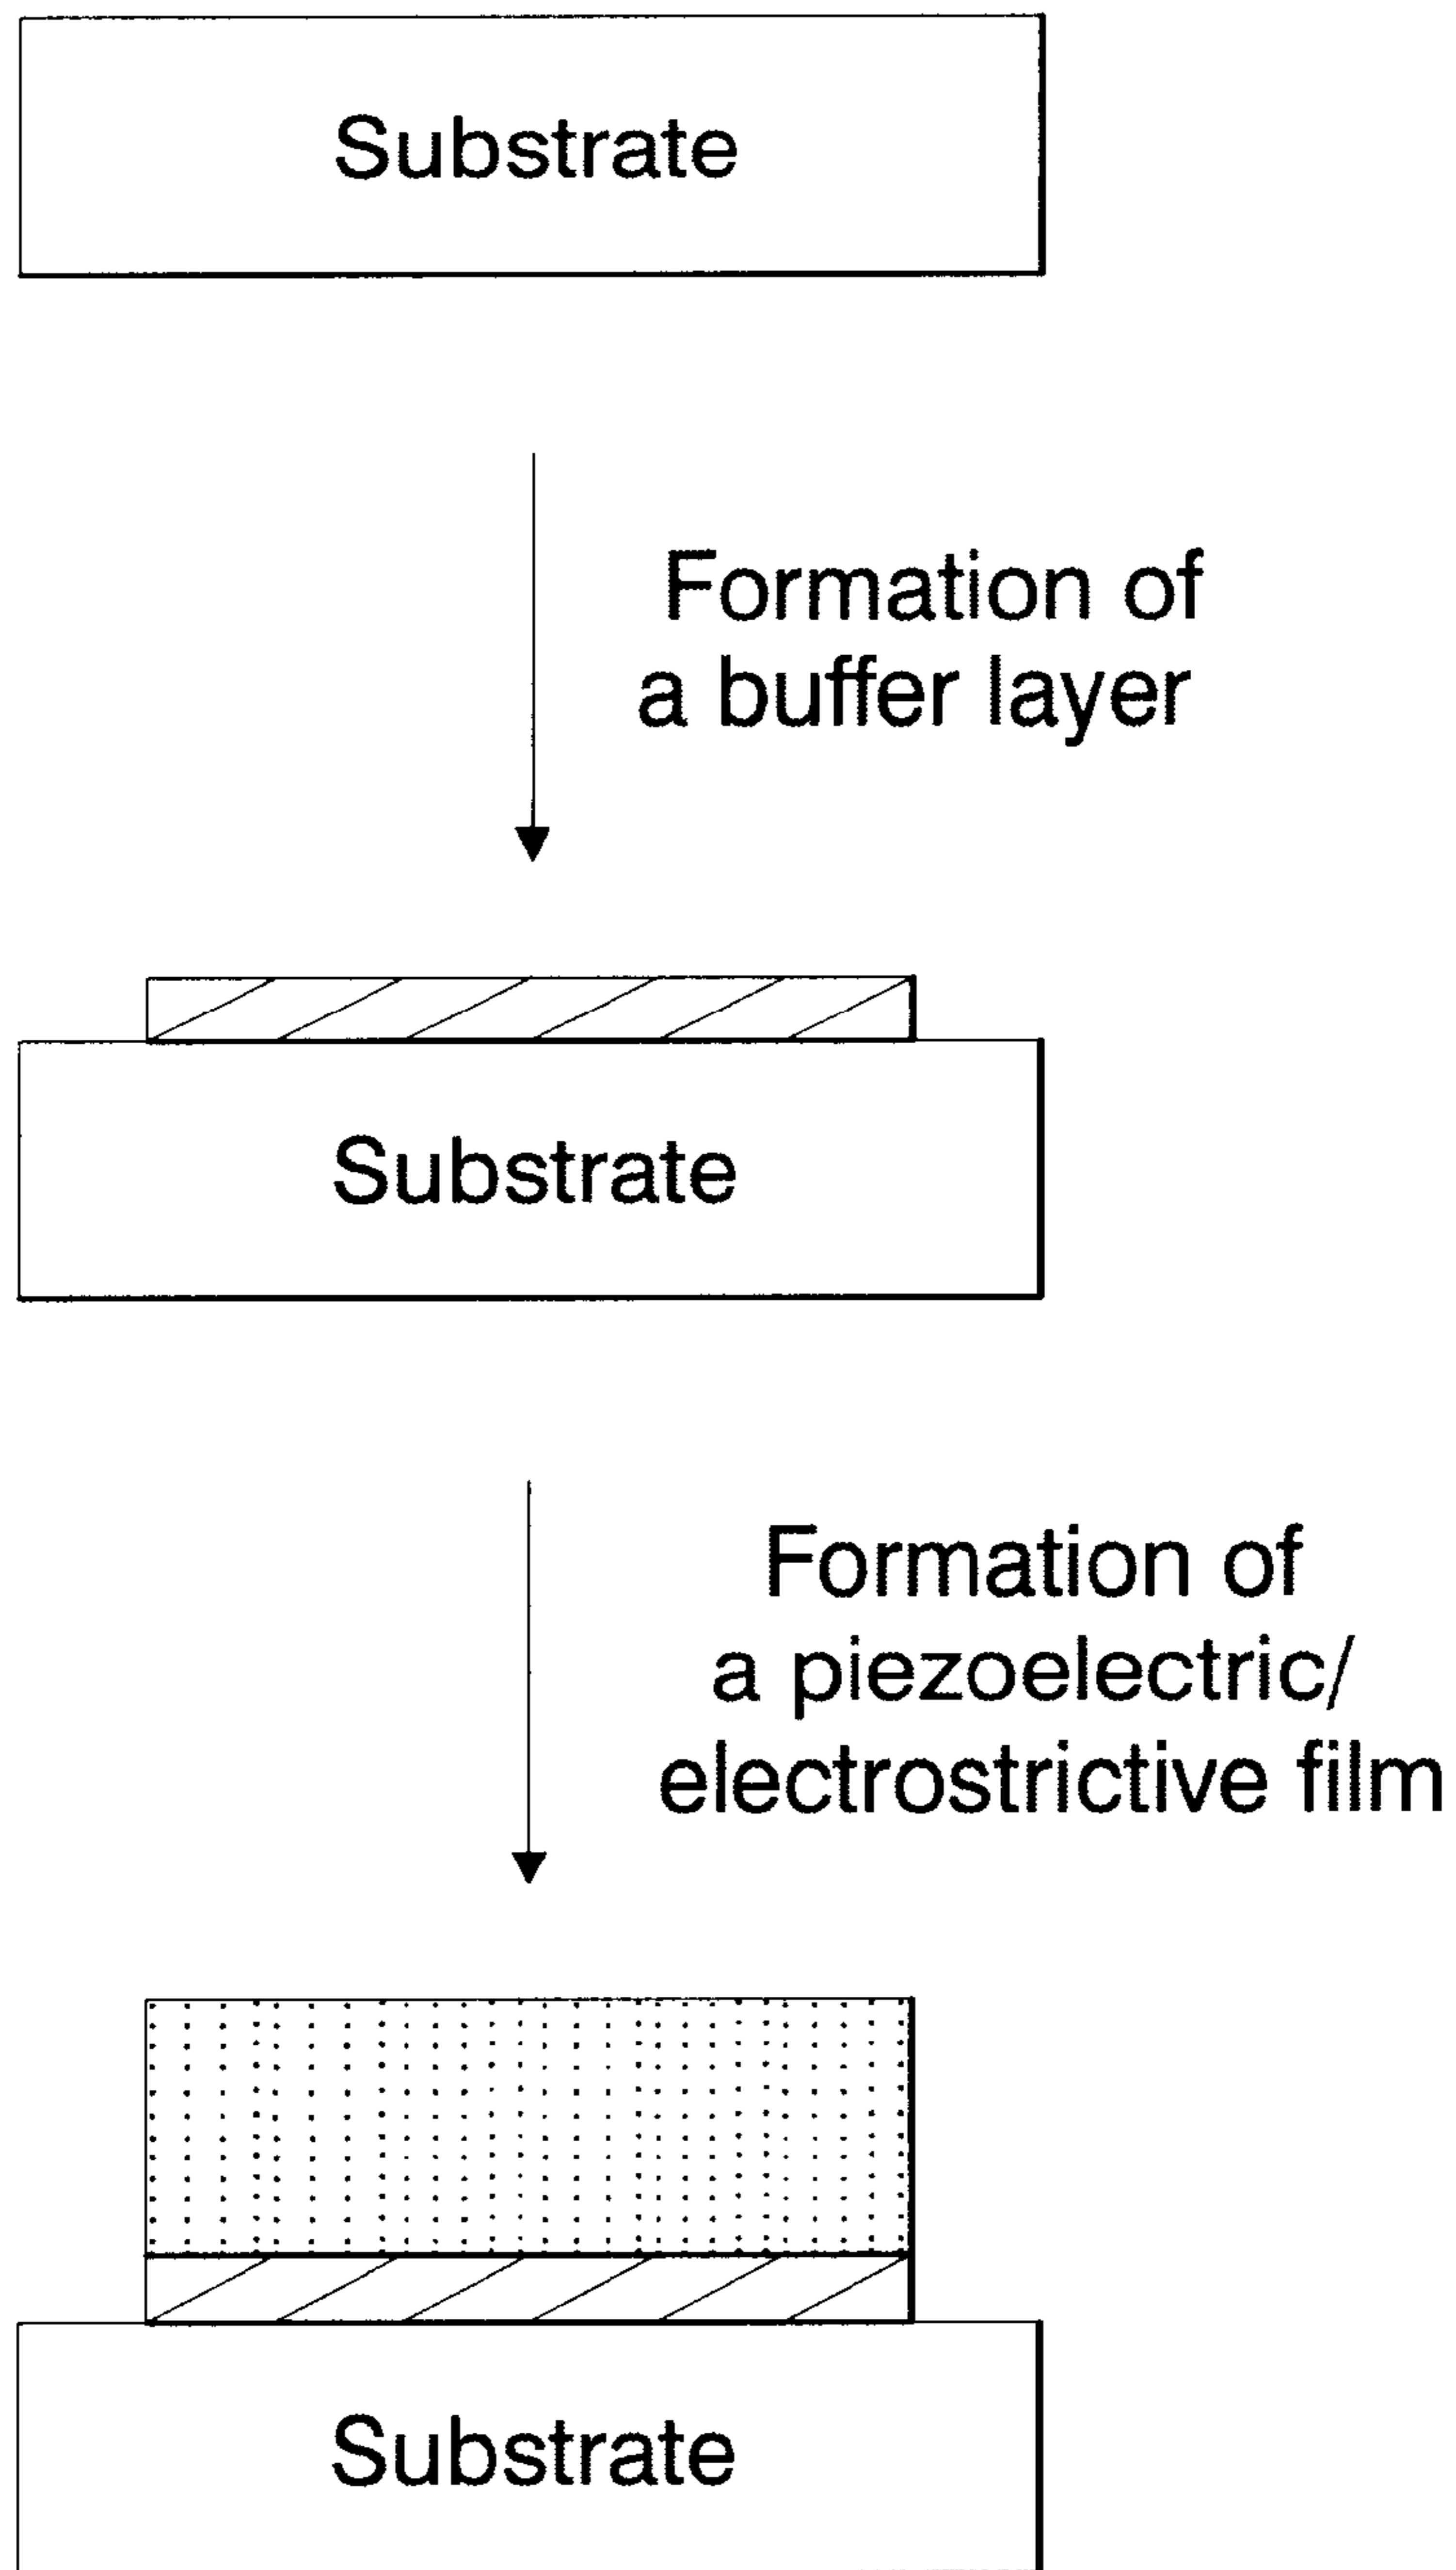 Substrate
Formation of
a buffer layer
Substrate
Formation of
a piezoelectric/
electrostrictive film
Substrate